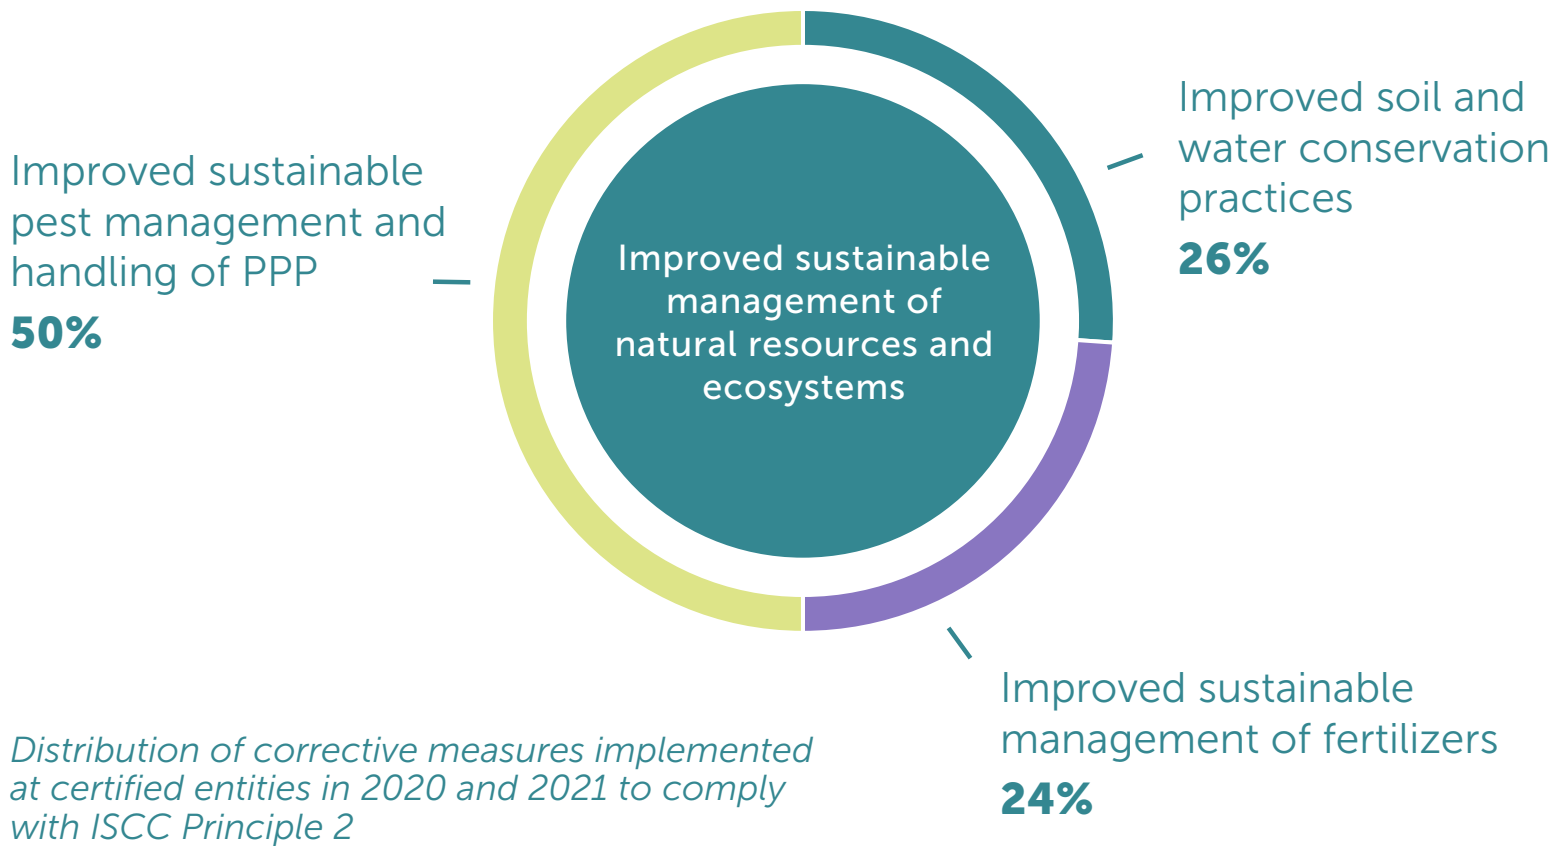 Improved soil and
water conservation
practices
26%
Improved sustainable
pest management and
handling of PPP
50%
Improved sustainable
management of
natural resources and
ecosystems
Improved sustainable
management of fertilizers
24%
Distribution of corrective measures implemented
at certified entities in 2020 and 2021 to comply
with ISCC Principle 2